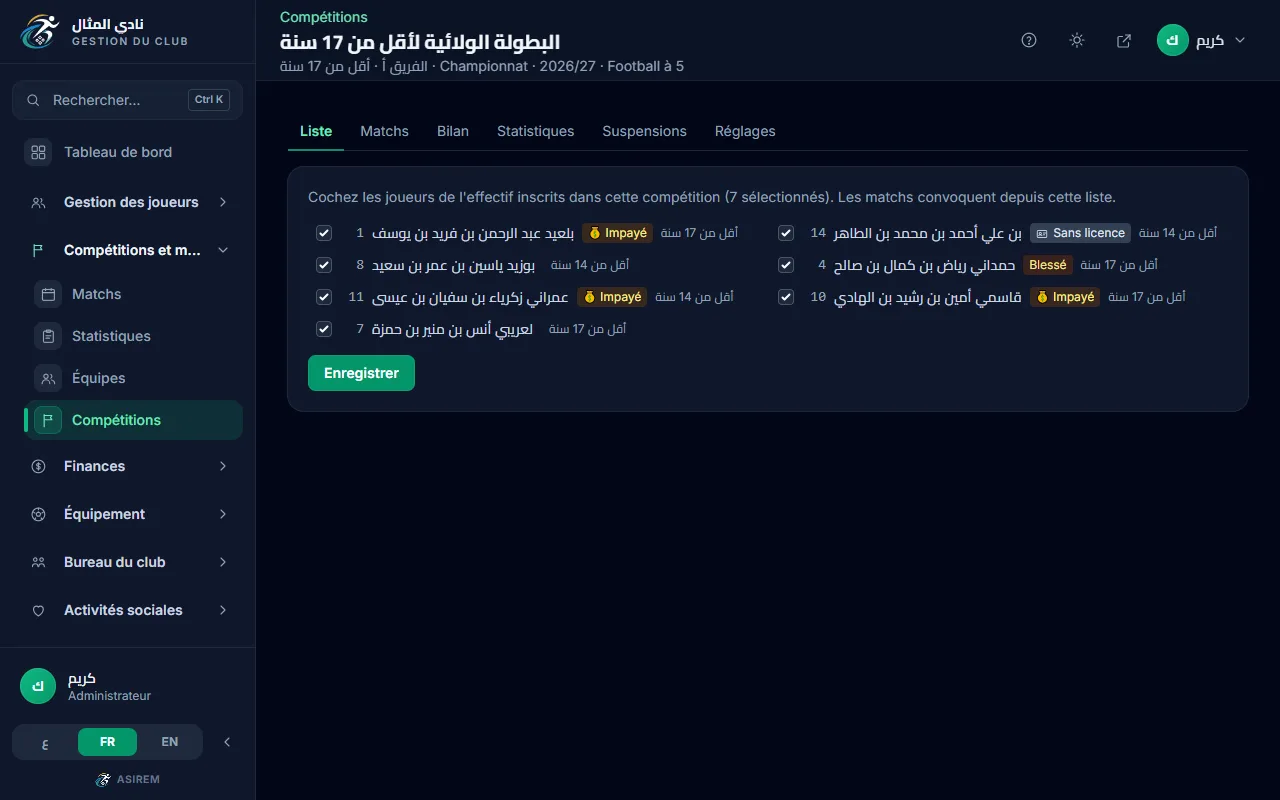 نادي المثال
GESTION DU CLUB
Rechercher... Ctrl K
Tableau de bord
Gestion des joueurs
Compétitions et m...
Matchs
Statistiques
Équipes
Compétitions
Finances
Équipement
Bureau du club
Activités sociales
ك كريم
Administrateur
ع FR EN
ASIREM
Compétitions
البطولة الولائية لأقل من 17 سنة
أقل من 17 سنة · الفريق أ · Championnat · 2026/27 · Football à 5
ك كريم
Liste Matchs Bilan Statistiques Suspensions Réglages
Cochez les joueurs de l'effectif inscrits dans cette compétition (7 sélectionnés). Les matchs convoquent depuis cette liste.
1 بلعيد عبد الرحمن بن فريد بن يوسف Impayé أقل من 17 سنة
14 بن علي أحمد بن محمد بن الطاهر Sans licence أقل من 14 سنة
8 بوزيد ياسين بن عمر بن سعيد أقل من 14 سنة
4 حمداني رياض بن كمال بن صالح Blessé أقل من 17 سنة
11 عمراني زكرياء بن سفيان بن عيسى Impayé أقل من 14 سنة
10 قاسمي أمين بن رشيد بن الهادي Impayé أقل من 17 سنة
7 لعريبي أنس بن منير بن حمزة أقل من 17 سنة
Enregistrer